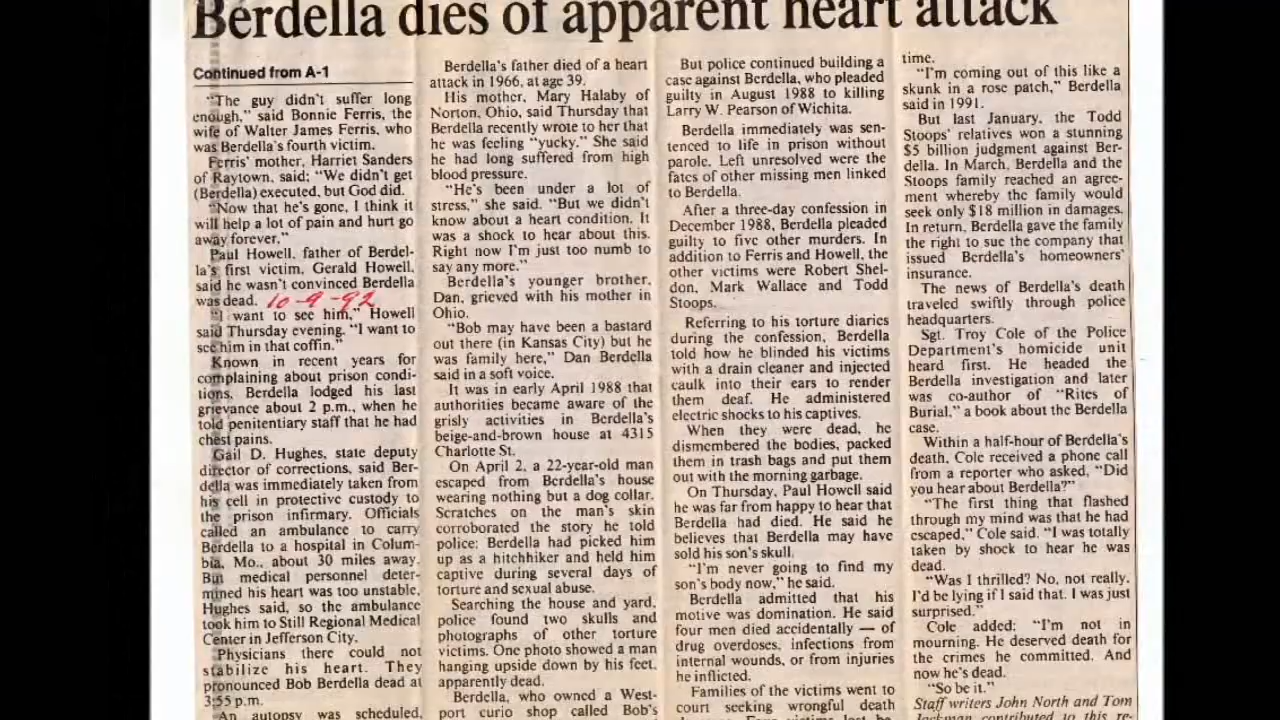 Berdella dies of apparent heart attack
Continued from A-1
"The guy didn't suffer long
enough," said Bonnie Ferris, the
wife of Walter James Ferris, who
was Berdella's fourth victim.
Ferris' mother, Harriet Sanders
of Raytown, said; "We didn't get
(Berdella) executed, but God did.
"Now that he's gone, I think it
will help a lot of pain and hurt go
away forever."
Paul Howell, father of Berdel-
la's first victim, Gerald Howell,
said he wasn't convinced Berdella
was dead. 10-9-92
"I want to see him," Howell
said Thursday evening. "I want to
see him in that coffin."
Known in recent years for
complaining about prison condi-
tions, Berdella lodged his last
grievance about 2 p.m., when he
told penitentiary staff that he had
chest pains.
Gail D. Hughes, state deputy
director of corrections, said Ber-
della was immediately taken from
his cell in protective custody to
the prison infirmary. Officials
called an ambulance to carry
Berdella to a hospital in Colum-
bia, Mo., about 30 miles away.
But medical personnel deter-
mined his heart was too unstable,
Hughes said, so the ambulance
took him to Still Regional Medical
Center in Jefferson City.
Physicians there could not
stabilize his heart. They
pronounced Bob Berdella dead at
3:55 p.m.
An autopsy was scheduled,
Berdella's father died of a heart
attack in 1966, at age 39.
His mother, Mary Halaby of
Norton, Ohio, said Thursday that
Berdella recently wrote to her that
he was feeling "yucky." She said
he had long suffered from high
blood pressure.
"He's been under a lot of
stress," she said. "But we didn't
know about a heart condition. It
was a shock to hear about this.
Right now I'm just too numb to
say any more."
Berdella's younger brother,
Dan, grieved with his mother in
Ohio.
"Bob may have been a bastard
out there (in Kansas City) but he
was family here," Dan Berdella
said in a soft voice.
It was in early April 1988 that
authorities became aware of the
grisly activities in Berdella's
beige-and-brown house at 4315
Charlotte St.
On April 2, a 22-year-old man
escaped from Berdella's house
wearing nothing but a dog collar.
Scratches on the man's skin
corroborated the story he told
police; Berdella had picked him
up as a hitchhiker and held him
captive during several days of
torture and sexual abuse.
Searching the house and yard,
police found two skulls and
photographs of other torture
victims. One photo showed a man
hanging upside down by his feet,
apparently dead.
Berdella, who owned a West-
port curio shop called Bob's
But police continued building a
case against Berdella, who pleaded
guilty in August 1988 to killing
Larry W. Pearson of Wichita.
Berdella immediately was sen-
tenced to life in prison without
parole. Left unresolved were the
fates of other missing men linked
to Berdella.
After a three-day confession in
December 1988, Berdella pleaded
guilty to five other murders. In
addition to Ferris and Howell, the
other victims were Robert Shel-
don, Mark Wallace and Todd
Stoops.
Referring to his torture diaries
during the confession, Berdella
told how he blinded his victims
with a drain cleaner and injected
caulk into their ears to render
them deaf. He administered
electric shocks to his captives.
When they were dead, he
dismembered the bodies, packed
them in trash bags and put them
out with the morning garbage.
On Thursday, Paul Howell said
he was far from happy to hear that
Berdella had died. He said he
believes that Berdella may have
sold his son's skull.
"I'm never going to find my
son's body now," he said.
Berdella admitted that his
motive was domination. He said
four men died accidentally — of
drug overdoses, infections from
internal wounds, or from injuries
he inflicted.
Families of the victims went to
court seeking wrongful death
time.
"I'm coming out of this like a
skunk in a rose patch," Berdella
said in 1991.
But last January, the Todd
Stoops' relatives won a stunning
$5 billion judgment against Ber-
della. In March, Berdella and the
Stoops family reached an agree-
ment whereby the family would
seek only $18 million in damages.
In return, Berdella gave the family
the right to sue the company that
issued Berdella's homeowners'
insurance.
The news of Berdella's death
traveled swiftly through police
headquarters.
Sgt. Troy Cole of the Police
Department's homicide unit
heard first. He headed the
Berdella investigation and later
was co-author of "Rites of
Burial," a book about the Berdella
case.
Within a half-hour of Berdella's
death, Cole received a phone call
from a reporter who asked, "Did
you hear about Berdella?"
"The first thing that flashed
through my mind was that he had
escaped," Cole said. "I was totally
taken by shock to hear he was
dead.
"Was I thrilled? No, not really.
I'd be lying if I said that. I was just
surprised."
Cole added: "I'm not in
mourning. He deserved death for
the crimes he committed. And
now he's dead.
"So be it."
Staff writers John North and Tom
contributed to this re-